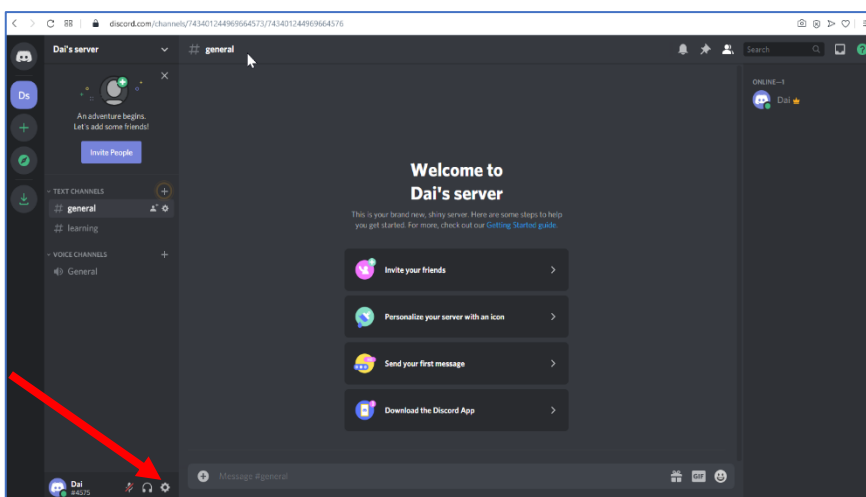 discord.com/channels/743401244969664573/743401244969664576
Dai's server
# general
Search
Ds
An adventure begins.
Let's add some friends!
Invite People
TEXT CHANNELS
# general
# learning
VOICE CHANNELS
General
Welcome to
Dai's server
This is your brand new, shiny server. Here are some steps to help
you get started. For more, check out our Getting Started guide.
Invite your friends
Personalize your server with an icon
Send your first message
Download the Discord App
Message #general
GIF
ONLINE—1
Dai
Dai
#4575